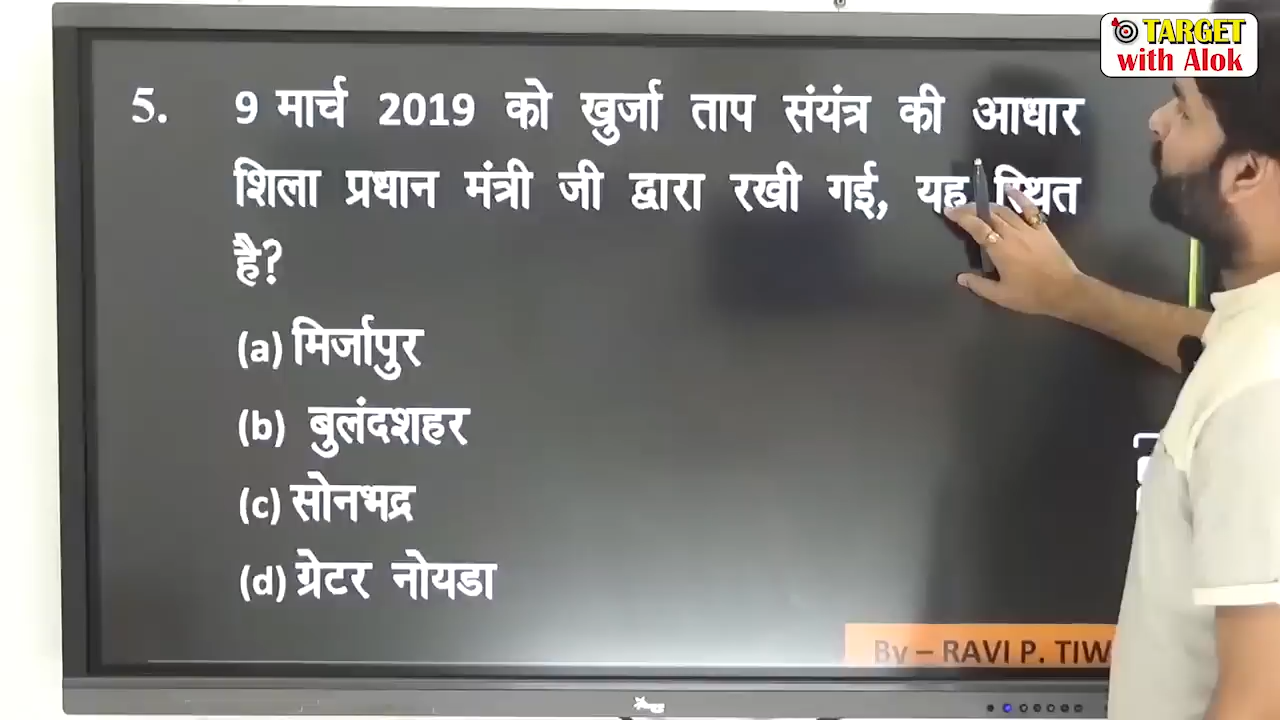 TARGET
with Alok
5. 9 मार्च 2019 को खुर्जा ताप संयंत्र की आधार
शिला प्रधान मंत्री जी द्वारा रखी गई, यह स्थित
है?
(a) मिर्जापुर
(b) बुलंदशहर
(c) सोनभद्र
(d) ग्रेटर नोयडा
By – RAVI P. TIW